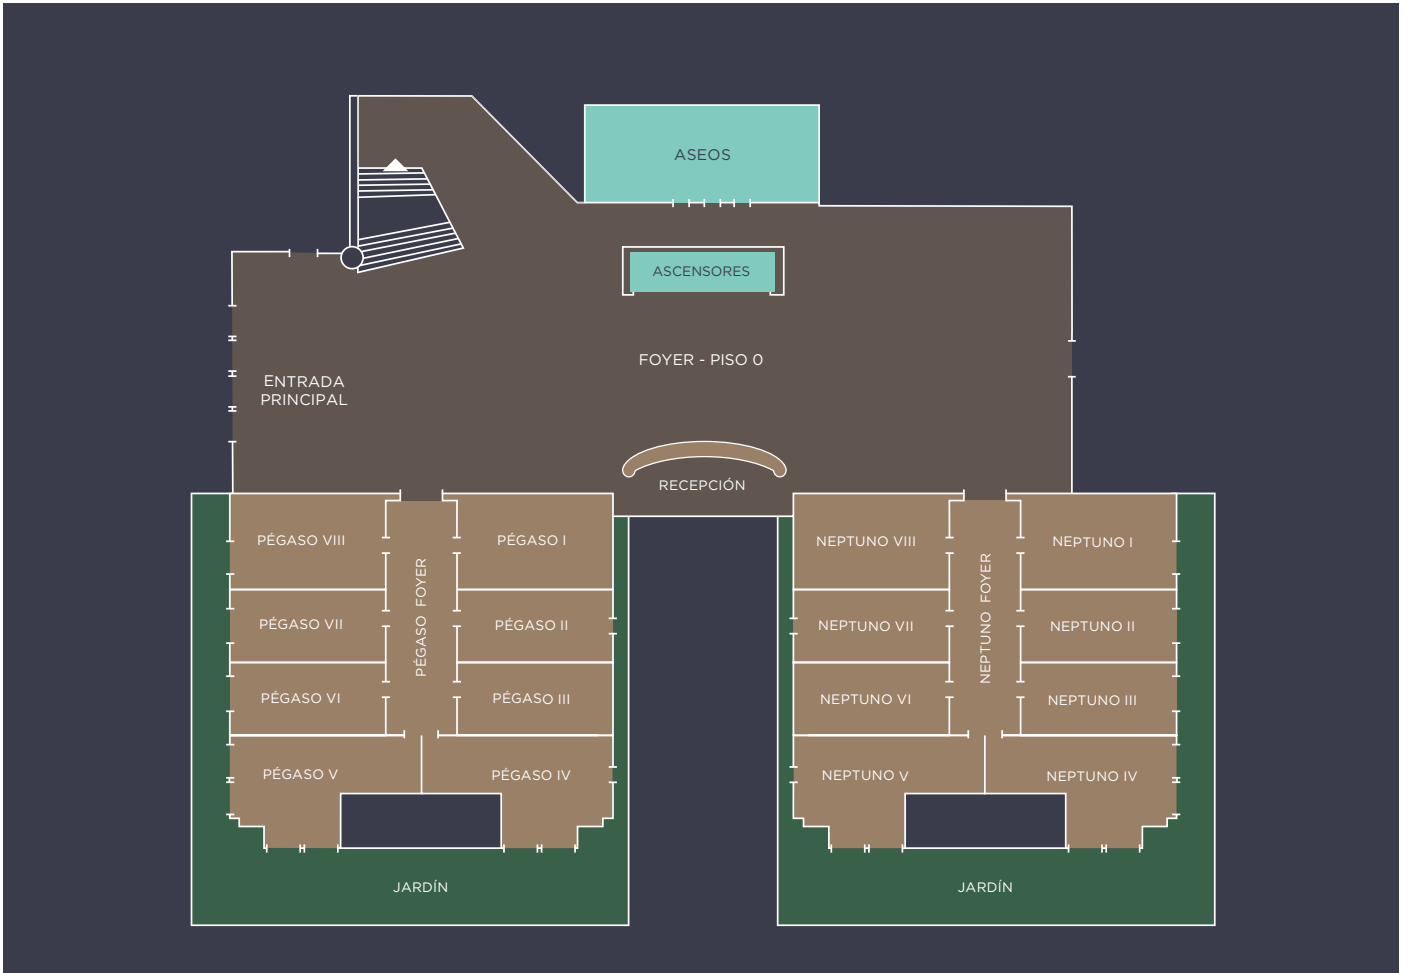 ASEOS
ASCENSORES
FOYER - PISO 0
ENTRADA
PRINCIPAL
RECEPCIÓN
PÉGASO VIII
PÉGASO I
PÉGASO VII
PÉGASO II
PÉGASO VI
PÉGASO III
PÉGASO V
PÉGASO IV
PÉGASO FOYER
JARDÍN
NEPTUNO VIII
NEPTUNO I
NEPTUNO VII
NEPTUNO II
NEPTUNO VI
NEPTUNO III
NEPTUNO V
NEPTUNO IV
NEPTUNO FOYER
JARDÍN